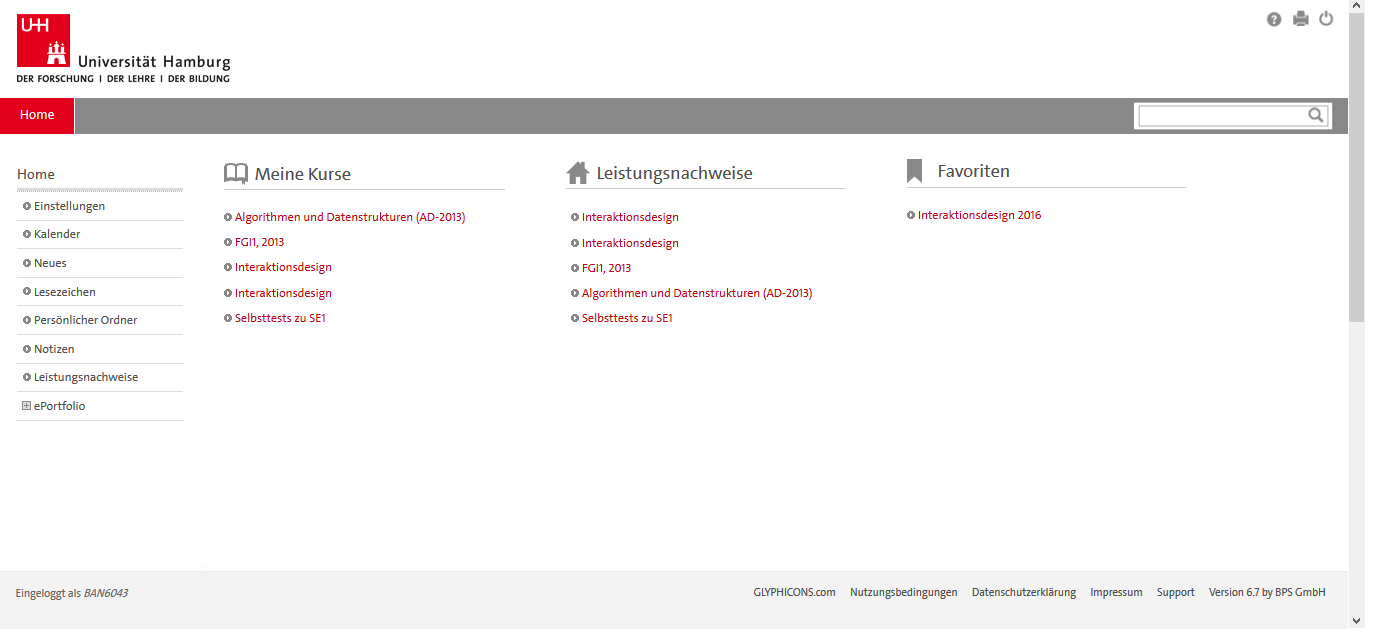 UHH
Universität Hamburg
DER FORSCHUNG | DER LEHRE | DER BILDUNG
Home
Home
Einstellungen
Kalender
Neues
Lesezeichen
Persönlicher Ordner
Notizen
Leistungsnachweise
ePortfolio
Meine Kurse
Algorithmen und Datenstrukturen (AD-2013)
FGI1, 2013
Interaktionsdesign
Interaktionsdesign
Selbsttests zu SE1
Leistungsnachweise
Interaktionsdesign
Interaktionsdesign
FGI1, 2013
Algorithmen und Datenstrukturen (AD-2013)
Selbsttests zu SE1
Favoriten
Interaktionsdesign 2016
Eingeloggt als BAN6043
GLYPHICONS.com Nutzungsbedingungen Datenschutzerklärung Impressum Support Version 6.7 by BPS GmbH